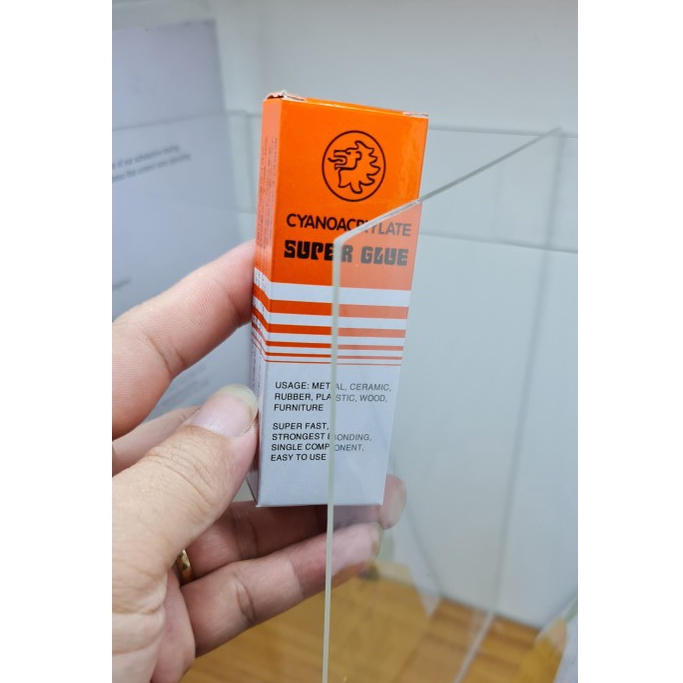 CYANOACRYLATE
SUPER GLUE
USAGE: METAL, CERAMIC,
RUBBER, PLASTIC, WOOD,
FURNITURE
SUPER FAST,
STRONGEST BONDING,
SINGLE COMPONENT,
EASY TO USE